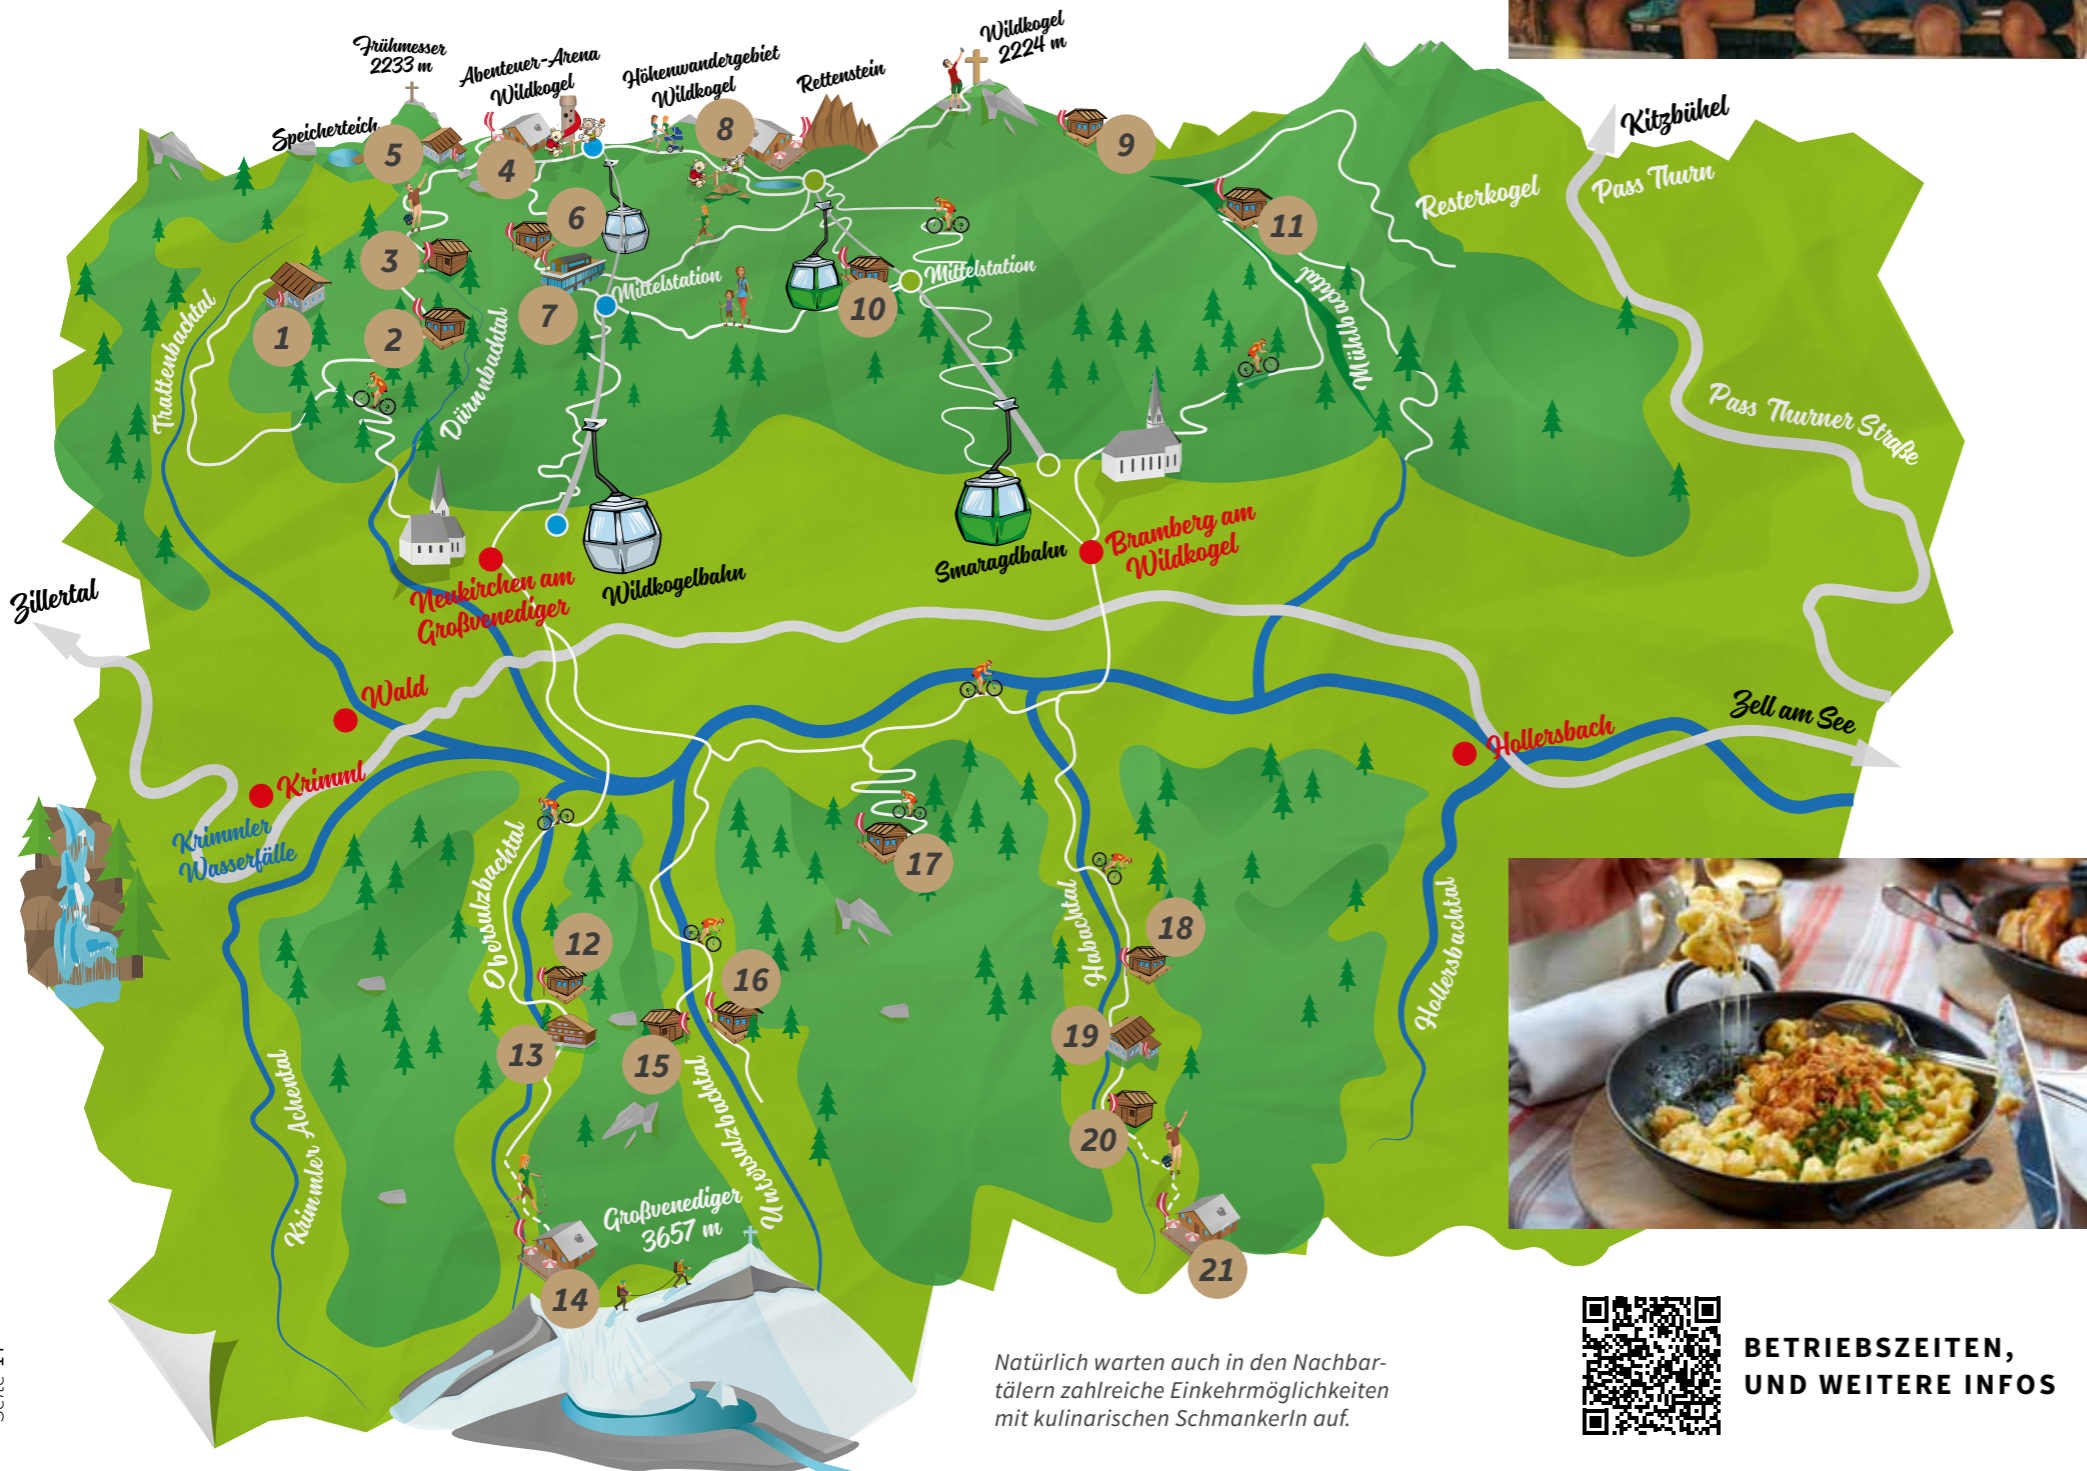 Frühmesser
2233 m
Abenteuer-Arena
Wildkogel
Höhenwandergebiet
Wildkogel
Rettenstein
Wildkogel
2224 m
Speicherteich
Kitzbühel
Pass Thurn
Resterkogel
5
4
8
9
6
11
3
7
Mittelstation
10
Mittelstation
1
2
Trattenbachtal
Dürnnbachtal
Mühlbachtal
Pass Thurner Straße
Neukirchen am
Großvenediger
Wildkogelbahn
Smaragdbahn
Bramberg am
Wildkogel
Zillertal
Wald
Krimml
Krimmler
Wasserfälle
Hollersbach
Zell am See
Obersulzbachtal
Habachtal
Hollersbachtal
17
12
18
16
13
15
19
20
Untersulzbachtal
Krimmler Achental
Großvenediger
3657 m
14
21
Natürlich warten auch in den Nachbar-
tälern zahlreiche Einkehrmöglichkeiten
mit kulinarischen Schmankerln auf.
BETRIEBSZEITEN,
UND WEITERE INFOS